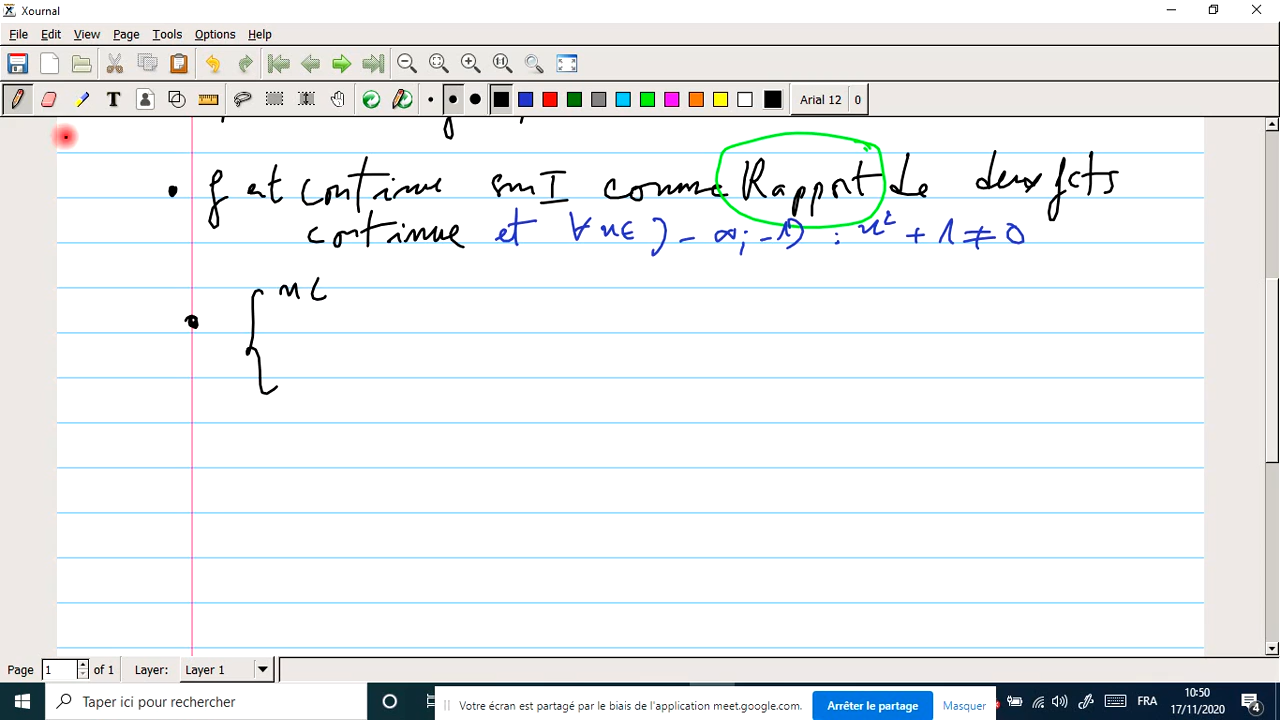 Xournal
File Edit View Page Tools Options Help
Arial 12 0
• f est continue sur I comme Rapport de deux fcts
continue et ∀ x ∈ ]-∞; -1) : x² + 1 ≠ 0
• { x
Page 1 of 1 Layer: Layer 1
Taper ici pour rechercher
Votre écran est partagé par le biais de l'application meet.google.com.
Arrêter le partage
Masquer
FRA
10:50
17/11/2020
4